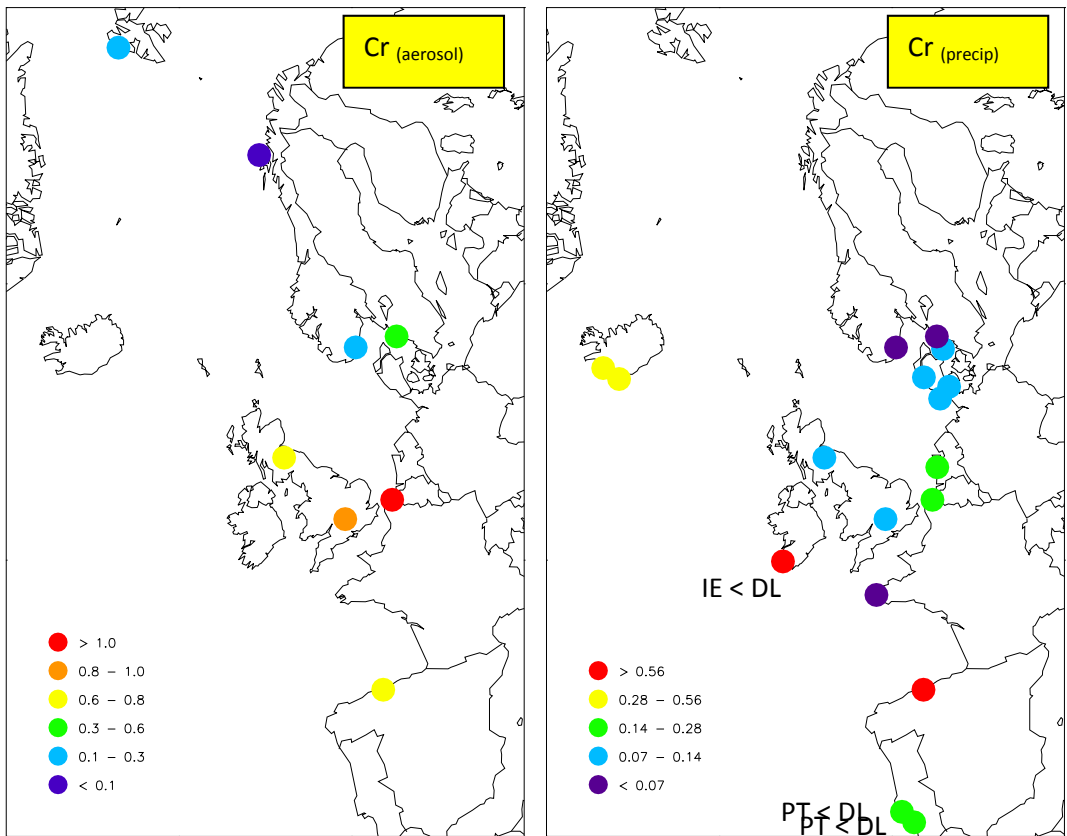 Cr (aerosol)
> 1.0
0.8 – 1.0
0.6 – 0.8
0.3 – 0.6
0.1 – 0.3
< 0.1
Cr (precip)
IE < DL
> 0.56
0.28 – 0.56
0.14 – 0.28
0.07 – 0.14
< 0.07
PT < DL
PT < DL